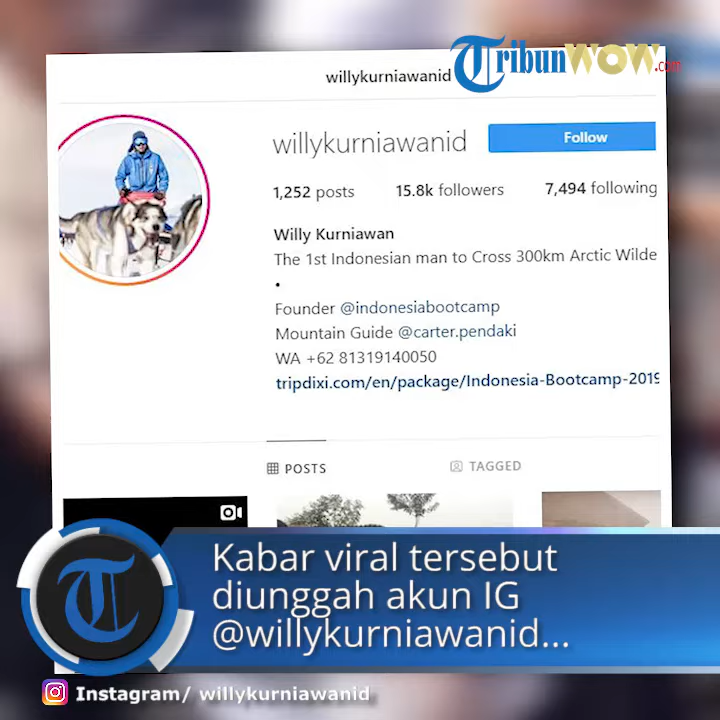 willykurniawanid
TribunWOW.com
willykurniawanid
Follow
1,252 posts
15.8k followers
7,494 following
Willy Kurniawan
The 1st Indonesian man to Cross 300km Arctic Wilde
•
Founder @indonesiabootcamp
Mountain Guide @carter.pendaki
WA +62 81319140050
tripdixi.com/en/package/Indonesia-Bootcamp-2019
POSTS
TAGGED
Kabar viral tersebut
diunggah akun IG
@willykurniawanid...
Instagram/ willykurniawanid